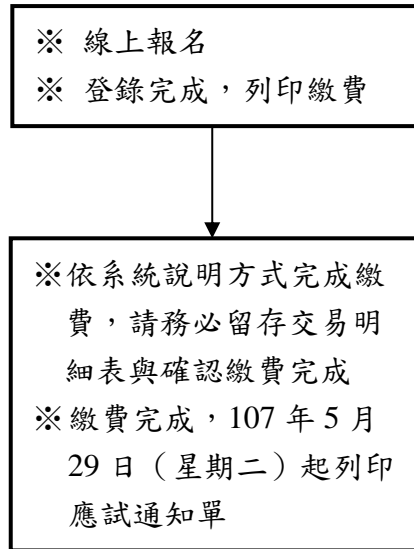 ※ 線上報名
※ 登錄完成，列印繳費
※依系統說明方式完成繳
費，請務必留存交易明
細表與確認繳費完成
※繳費完成，107 年 5 月
29 日（星期二）起列印
應試通知單